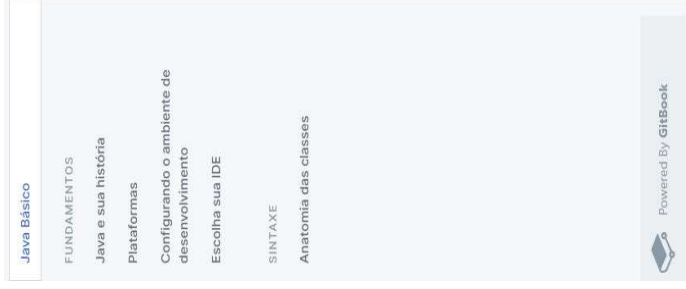 Java Básico
FUNDAMENTOS
Java e sua história
Plataformas
Configurando o ambiente de
desenvolvimento
Escolha sua IDE
SINTAXE
Anatomia das classes
Powered By GitBook